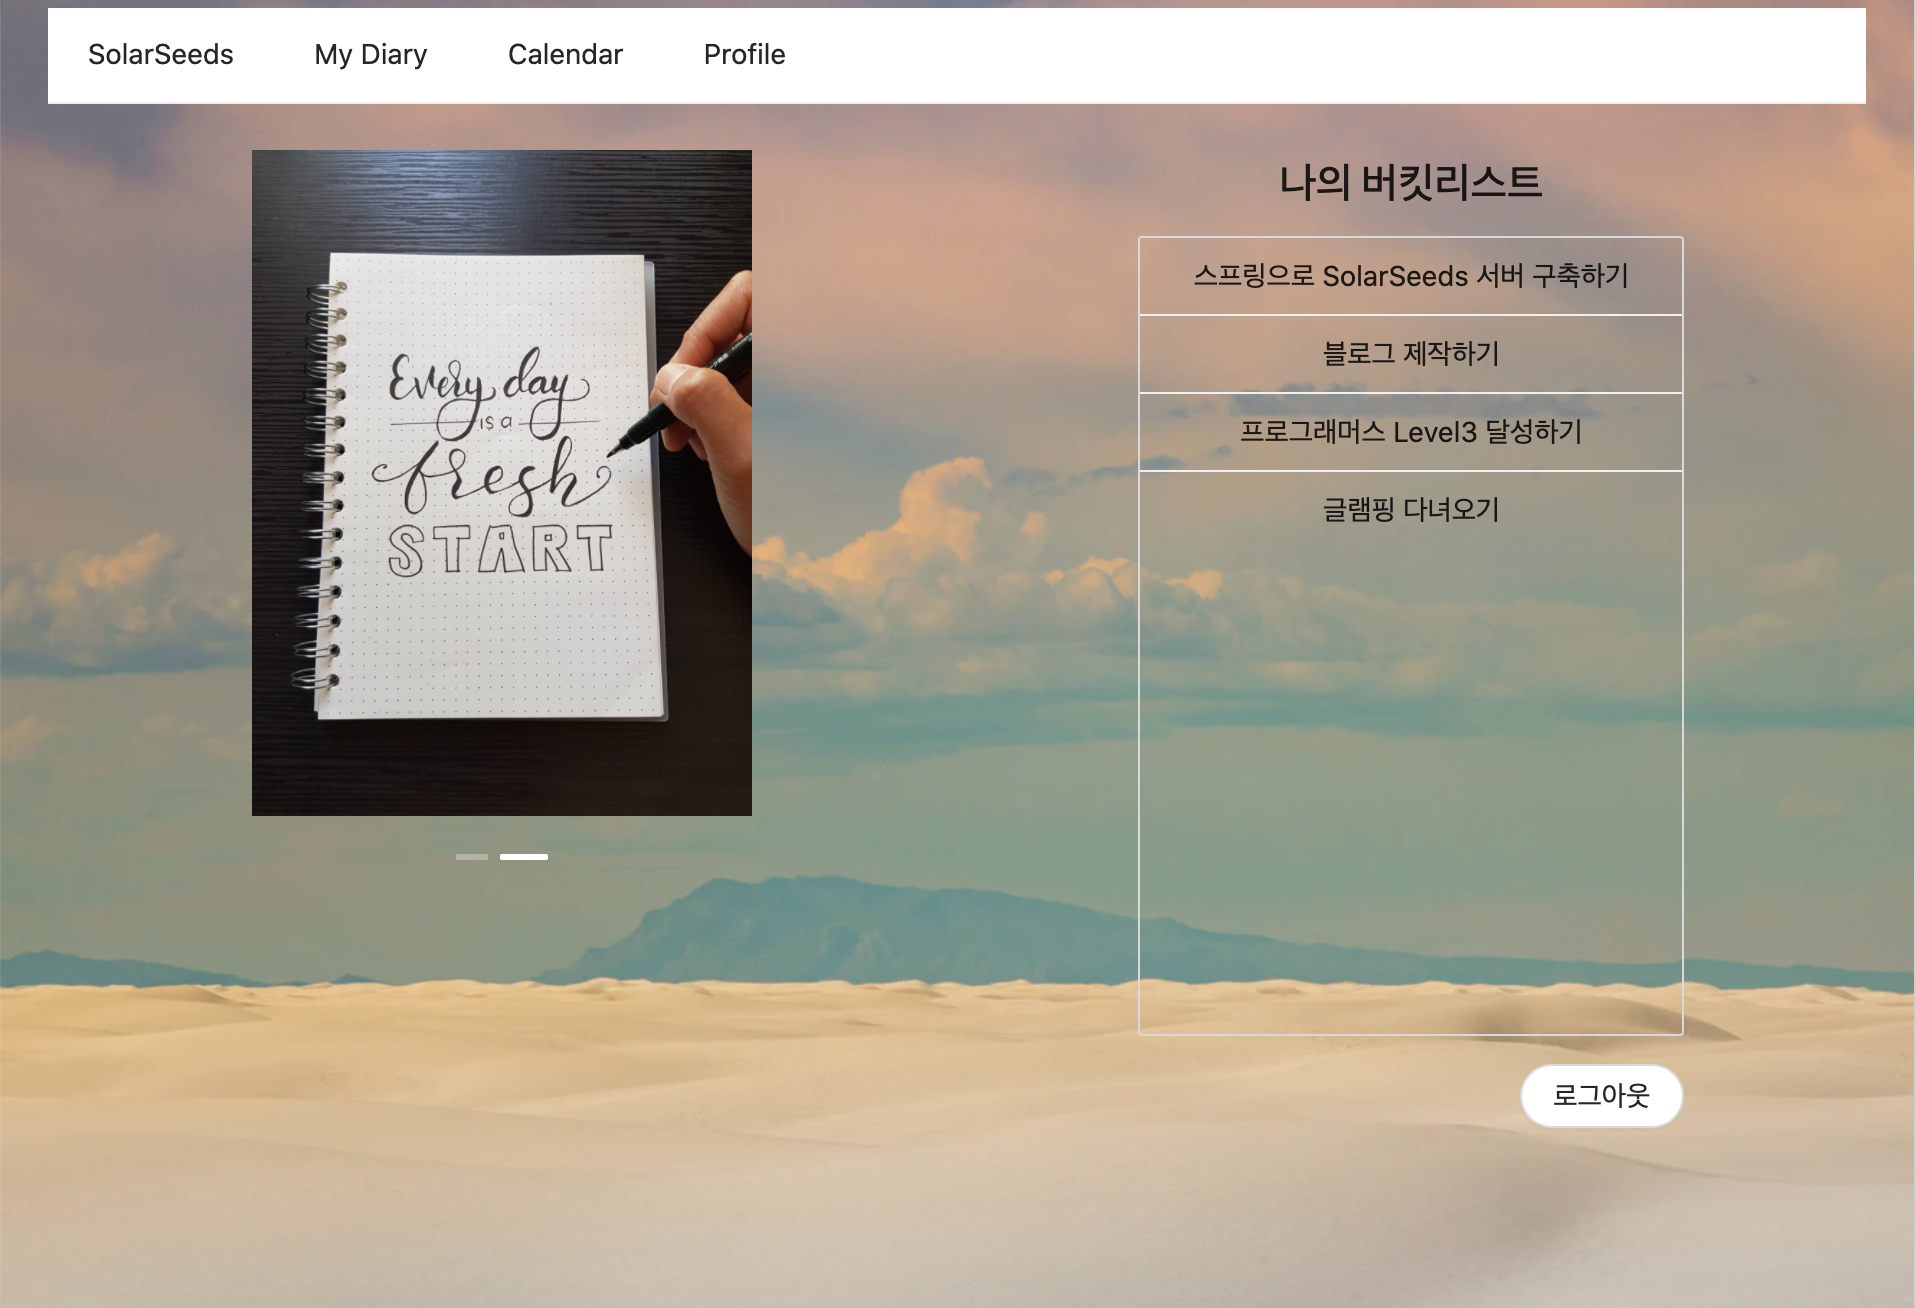 SolarSeeds My Diary Calendar Profile
Every day
is a
fresh
START
나의 버킷리스트
스프링으로 SolarSeeds 서버 구축하기
블로그 제작하기
프로그래머스 Level3 달성하기
글램핑 다녀오기
로그아웃